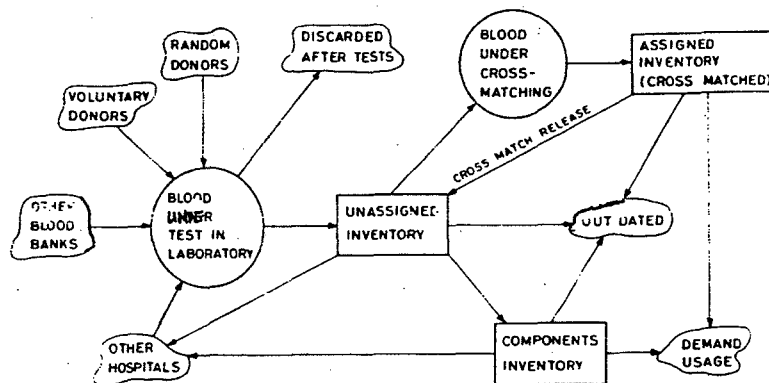 RANDOM
DONORS
DISCARDED
AFTER TESTS
BLOOD
UNDER
CROSS-
MATCHING
ASSIGNED
INVENTORY
(CROSS MATCHED)
VOLUNTARY
DONORS
CROSS MATCH RELEASE
OTHER
BLOOD
BANKS
BLOOD
UNDER
TEST IN
LABORATORY
UNASSIGNED
INVENTORY
OUT DATED
OTHER
HOSPITALS
COMPONENTS
INVENTORY
DEMAND
USAGE